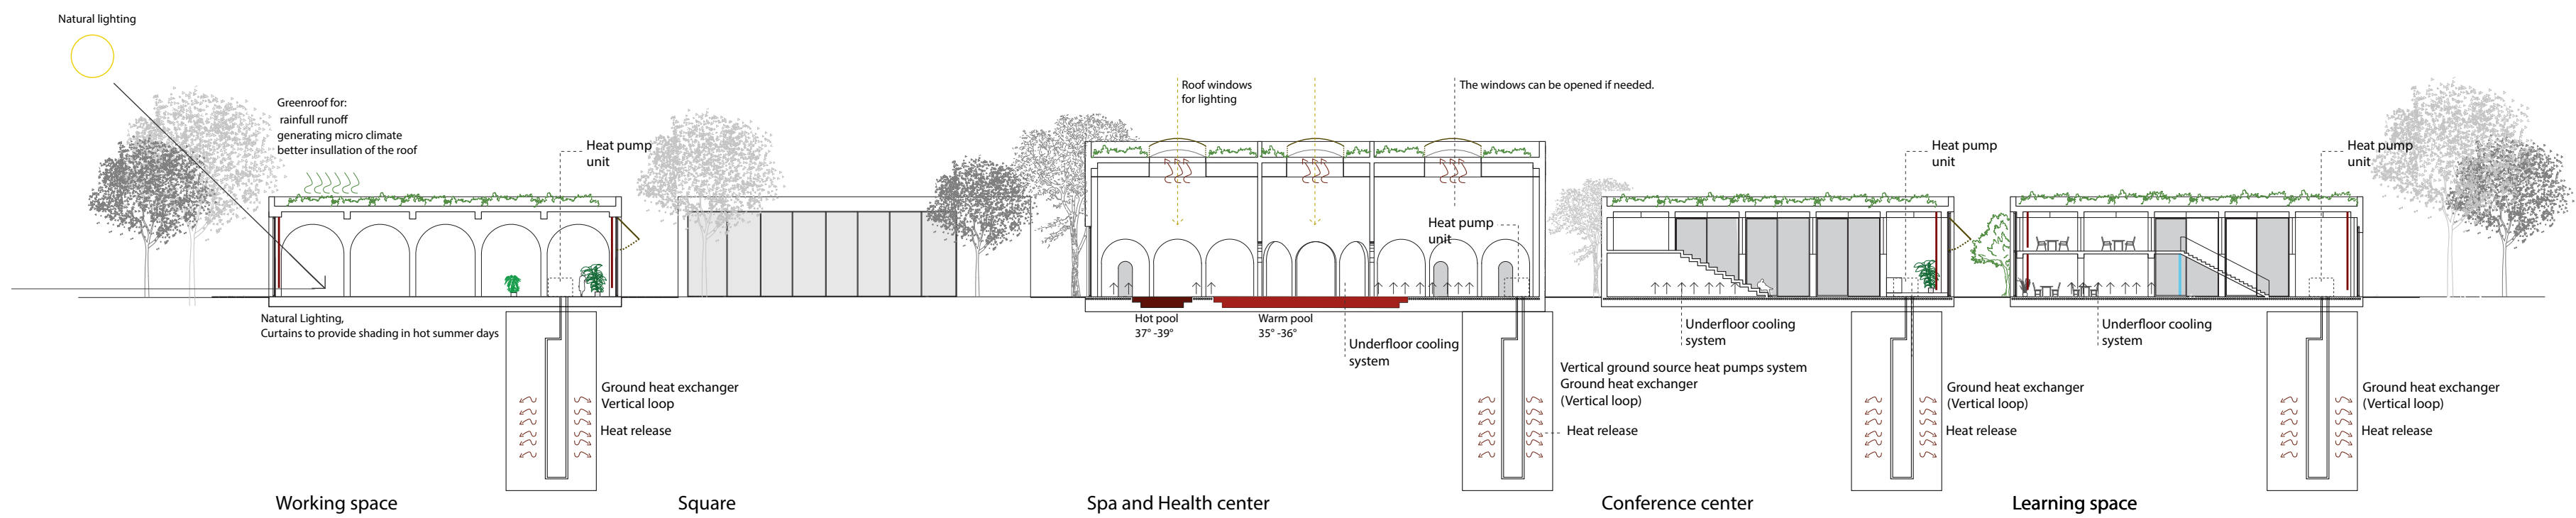 Natural lighting
Greenroof for:
rainfull runoff
generating micro climate
better insullation of the roof
Heat pump
unit
Natural Lighting,
Curtains to provide shading in hot summer days
Ground heat exchanger
Vertical loop
Heat release
Working space
Square
Roof windows
for lighting
The windows can be opened if needed.
Heat pump
unit
Hot pool
37° -39°
Warm pool
35° -36°
Underfloor cooling
system
Vertical ground source heat pumps system
Ground heat exchanger
(Vertical loop)
Heat release
Spa and Health center
Heat pump
unit
Underfloor cooling
system
Ground heat exchanger
(Vertical loop)
Heat release
Conference center
Heat pump
unit
Underfloor cooling
system
Ground heat exchanger
(Vertical loop)
Heat release
Learning space